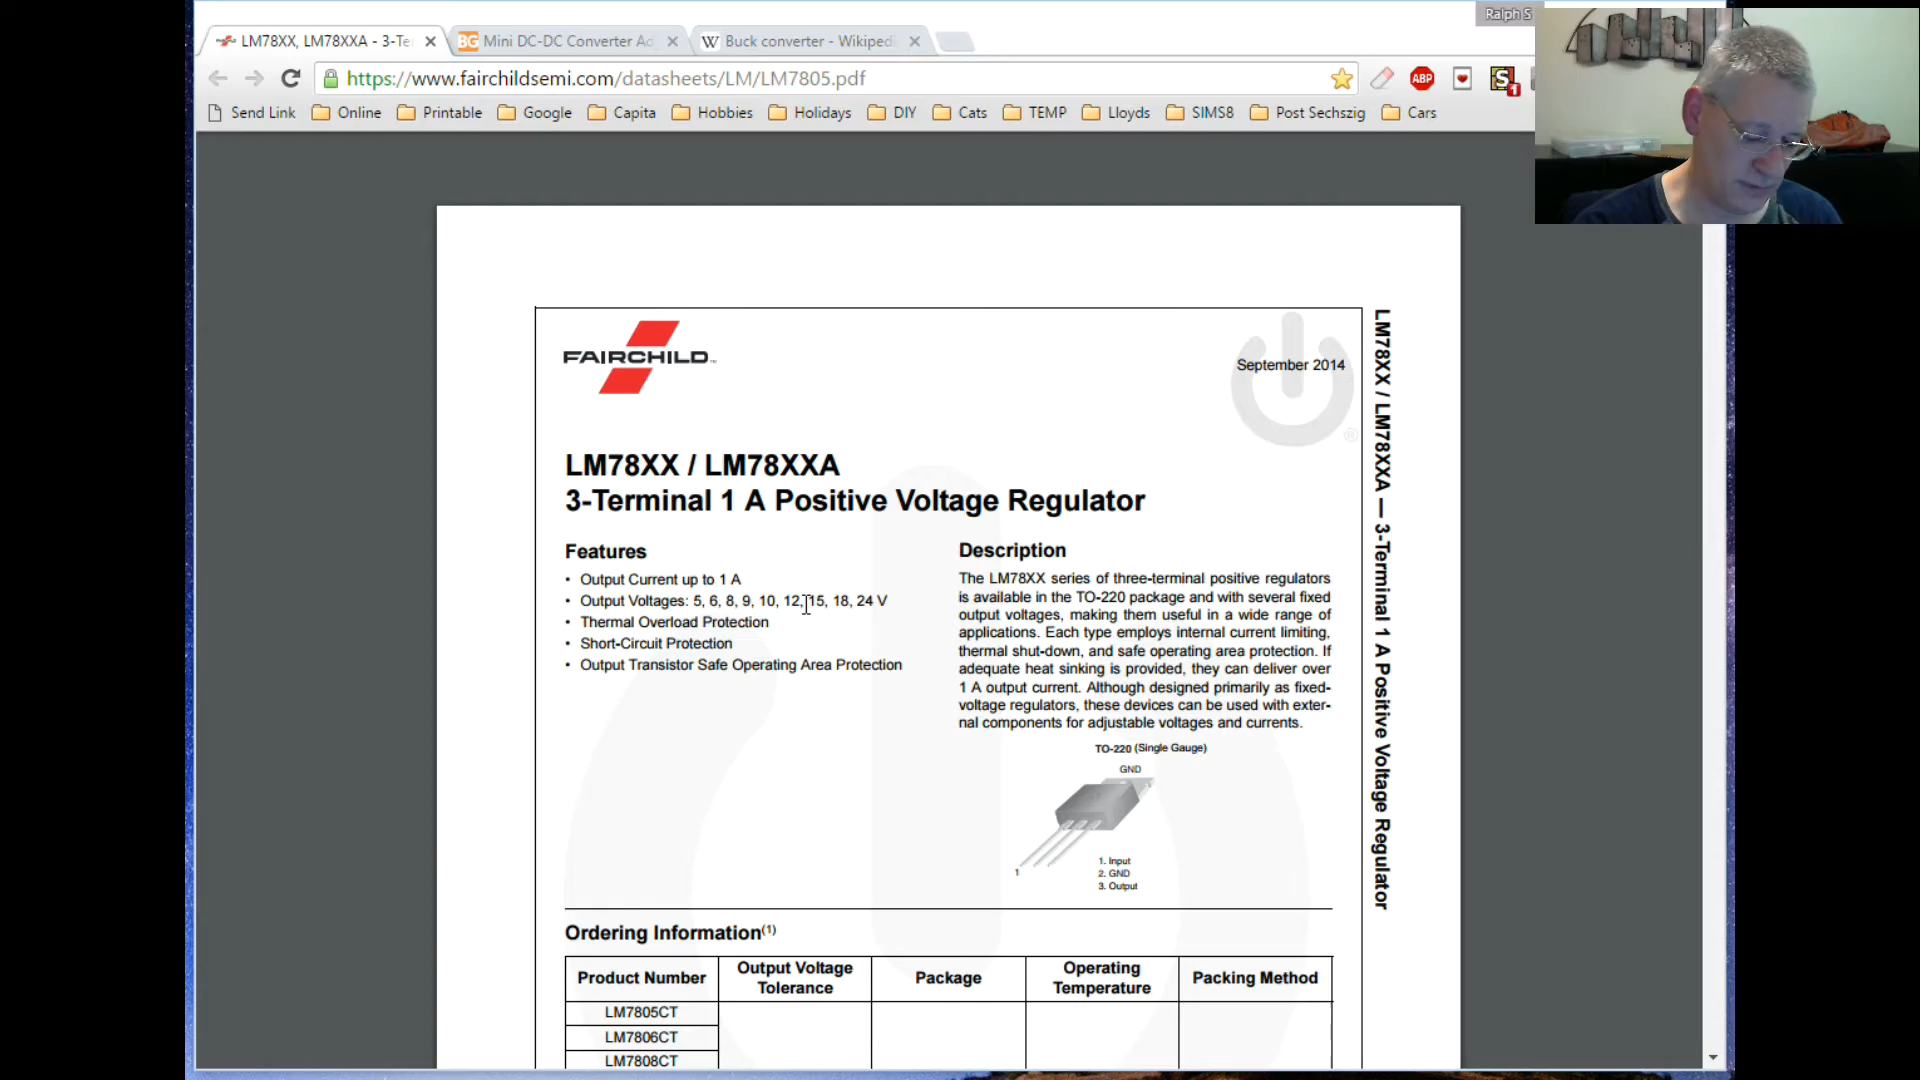 Ralph S
LM78XX, LM78XXA - 3-Te
BG Mini DC-DC Converter Ad
W Buck converter - Wikiped
https://www.fairchildsemi.com/datasheets/LM/LM7805.pdf
ABP
S
1
Send Link
Online
Printable
Google
Capita
Hobbies
Holidays
DIY
Cats
TEMP
Lloyds
SIMS8
Post Sechszig
Cars
FAIRCHILD
September 2014
®
LM78XX / LM78XXA — 3-Terminal 1 A Positive Voltage Regulator
LM78XX / LM78XXA
3-Terminal 1 A Positive Voltage Regulator
Features
• Output Current up to 1 A
• Output Voltages: 5, 6, 8, 9, 10, 12, 15, 18, 24 V
• Thermal Overload Protection
• Short-Circuit Protection
• Output Transistor Safe Operating Area Protection
Description
The LM78XX series of three-terminal positive regulators
is available in the TO-220 package and with several fixed
output voltages, making them useful in a wide range of
applications. Each type employs internal current limiting,
thermal shut-down, and safe operating area protection. If
adequate heat sinking is provided, they can deliver over
1 A output current. Although designed primarily as fixed-
voltage regulators, these devices can be used with exter-
nal components for adjustable voltages and currents.
TO-220 (Single Gauge)
GND
1
1. Input
2. GND
3. Output
Ordering Information(1)
Product Number
Output Voltage
Tolerance
Package
Operating
Temperature
Packing Method
LM7805CT
LM7806CT
LM7808CT